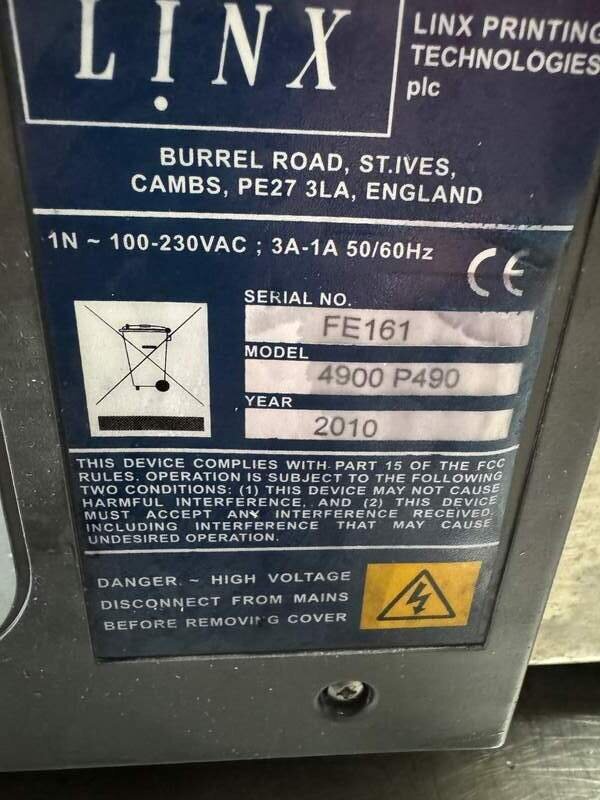 LINX
LINX PRINTING
TECHNOLOGIES
plc
BURREL ROAD, ST.IVES,
CAMBS, PE27 3LA, ENGLAND
1N ~ 100-230VAC ; 3A-1A 50/60Hz
CE
SERIAL NO.
FE161
MODEL
4900 P490
YEAR
2010
THIS DEVICE COMPLIES WITH PART 15 OF THE FCC
RULES. OPERATION IS SUBJECT TO THE FOLLOWING
TWO CONDITIONS: (1) THIS DEVICE MAY NOT CAUSE
HARMFUL INTERFERENCE, AND (2) THIS DEVICE
MUST ACCEPT ANY INTERFERENCE RECEIVED,
INCLUDING INTERFERENCE THAT MAY CAUSE
UNDESIRED OPERATION.
DANGER. ~ HIGH VOLTAGE
DISCONNECT FROM MAINS
BEFORE REMOVING COVER